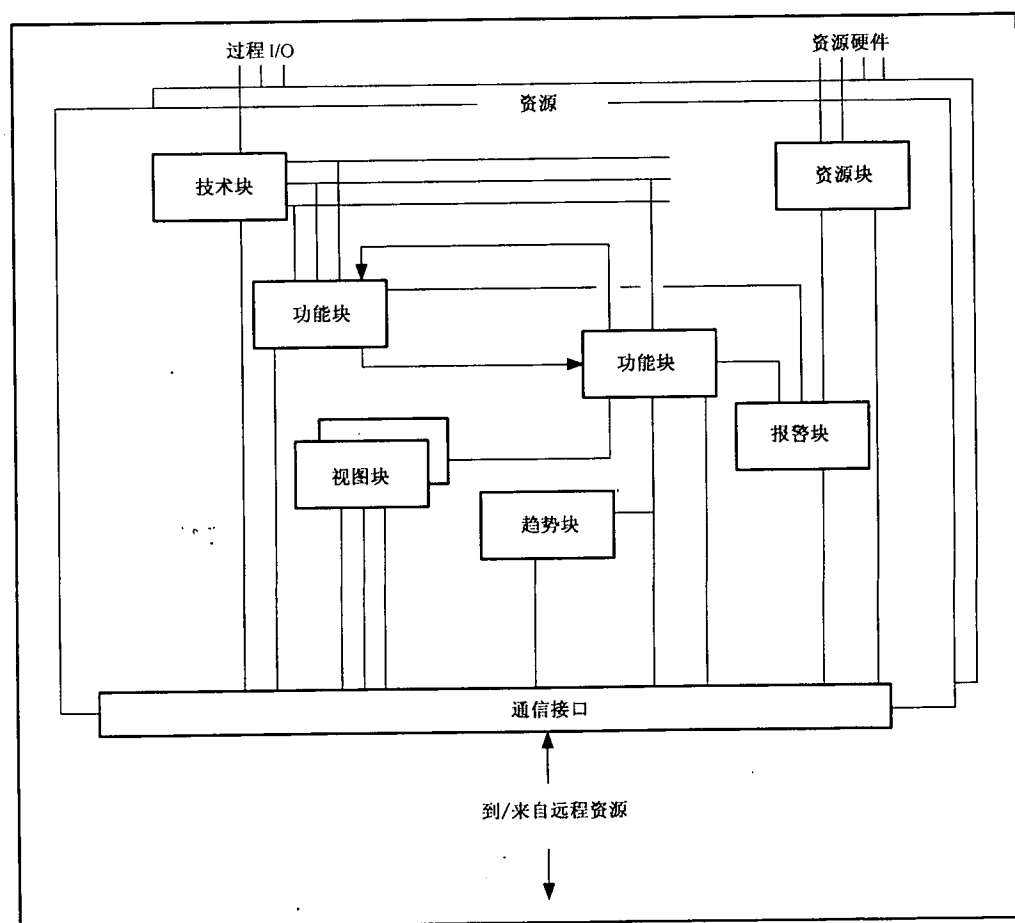 过程 I/O
资源硬件
资源
技术块
资源块
功能块
功能块
报警块
视图块
趋势块
通信接口
到/来自远程资源